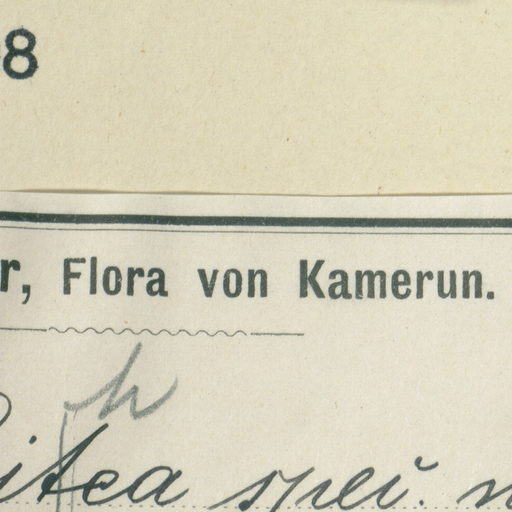 8
r, Flora von Kamerun.
h
itea spec. n